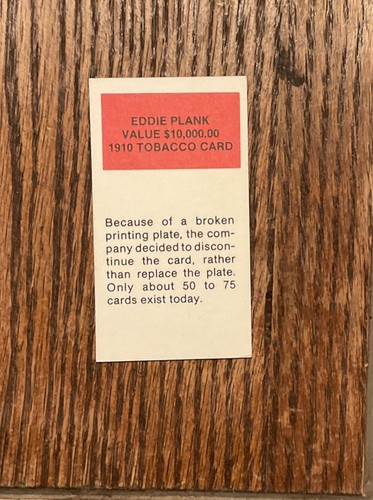 EDDIE PLANK
VALUE $10,000.00
1910 TOBACCO CARD
Because of a broken
printing plate, the com-
pany decided to discon-
tinue the card, rather
than replace the plate.
Only about 50 to 75
cards exist today.